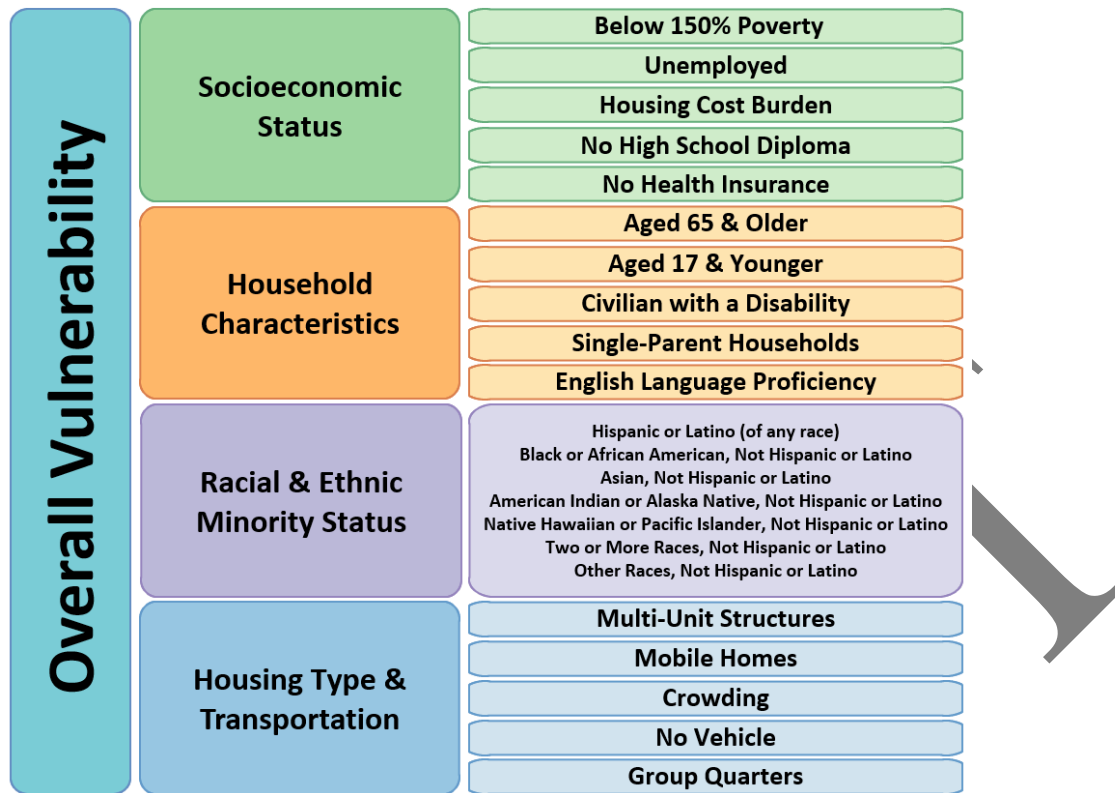 Overall Vulnerability
Socioeconomic
Status
Below 150% Poverty
Unemployed
Housing Cost Burden
No High School Diploma
No Health Insurance
Household
Characteristics
Aged 65 & Older
Aged 17 & Younger
Civilian with a Disability
Single-Parent Households
English Language Proficiency
Racial & Ethnic
Minority Status
Hispanic or Latino (of any race)
Black or African American, Not Hispanic or Latino
Asian, Not Hispanic or Latino
American Indian or Alaska Native, Not Hispanic or Latino
Native Hawaiian or Pacific Islander, Not Hispanic or Latino
Two or More Races, Not Hispanic or Latino
Other Races, Not Hispanic or Latino
Housing Type &
Transportation
Multi-Unit Structures
Mobile Homes
Crowding
No Vehicle
Group Quarters